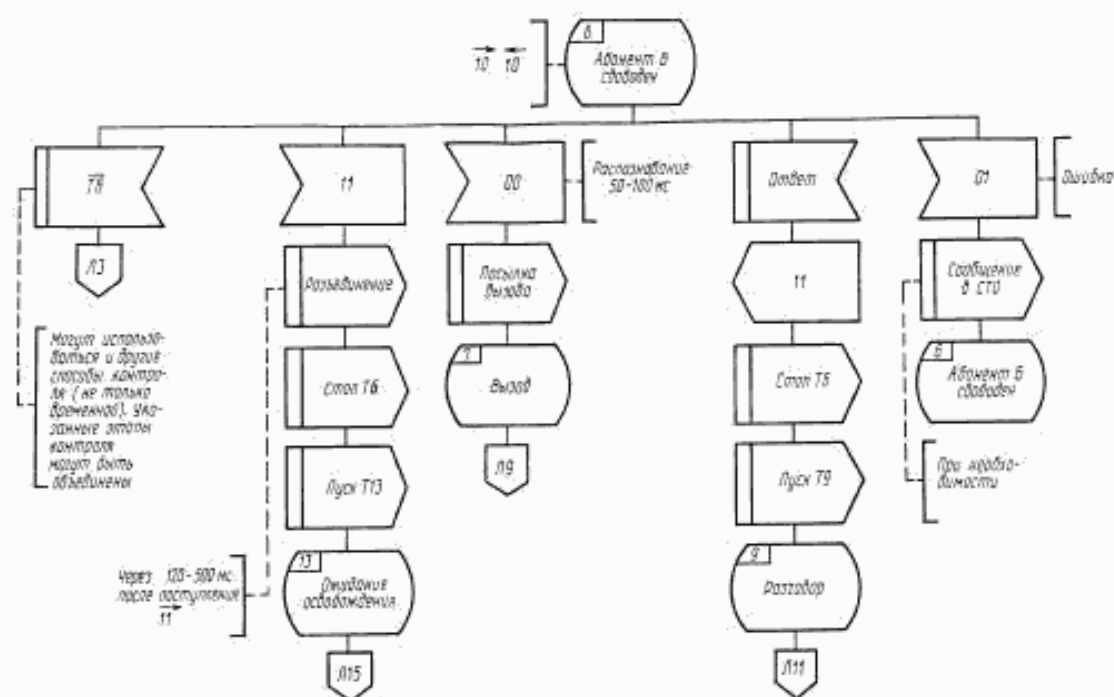 6
Абонент Б
свободен
10 10
11
00
Распознавание
50-100 мс
Ответ
01
Ошибка
Л3
Разъединение
Посылка
вызова
11
Сообщение
в СТО
Могут использо-
ваться и другие
способы контро-
ля (не только
временной). Ука-
занные этапы
контроля
могут быть
объединены
Стоп Т6
7
Вызов
Стоп
6
Абонент Б
свободен
Пуск Т13
Л9
Пуск Т9
При необхо-
димости
Через 120-500 мс
после поступления
11
13
Ожидание
освобождения
9
Разговор
Л15
Л11